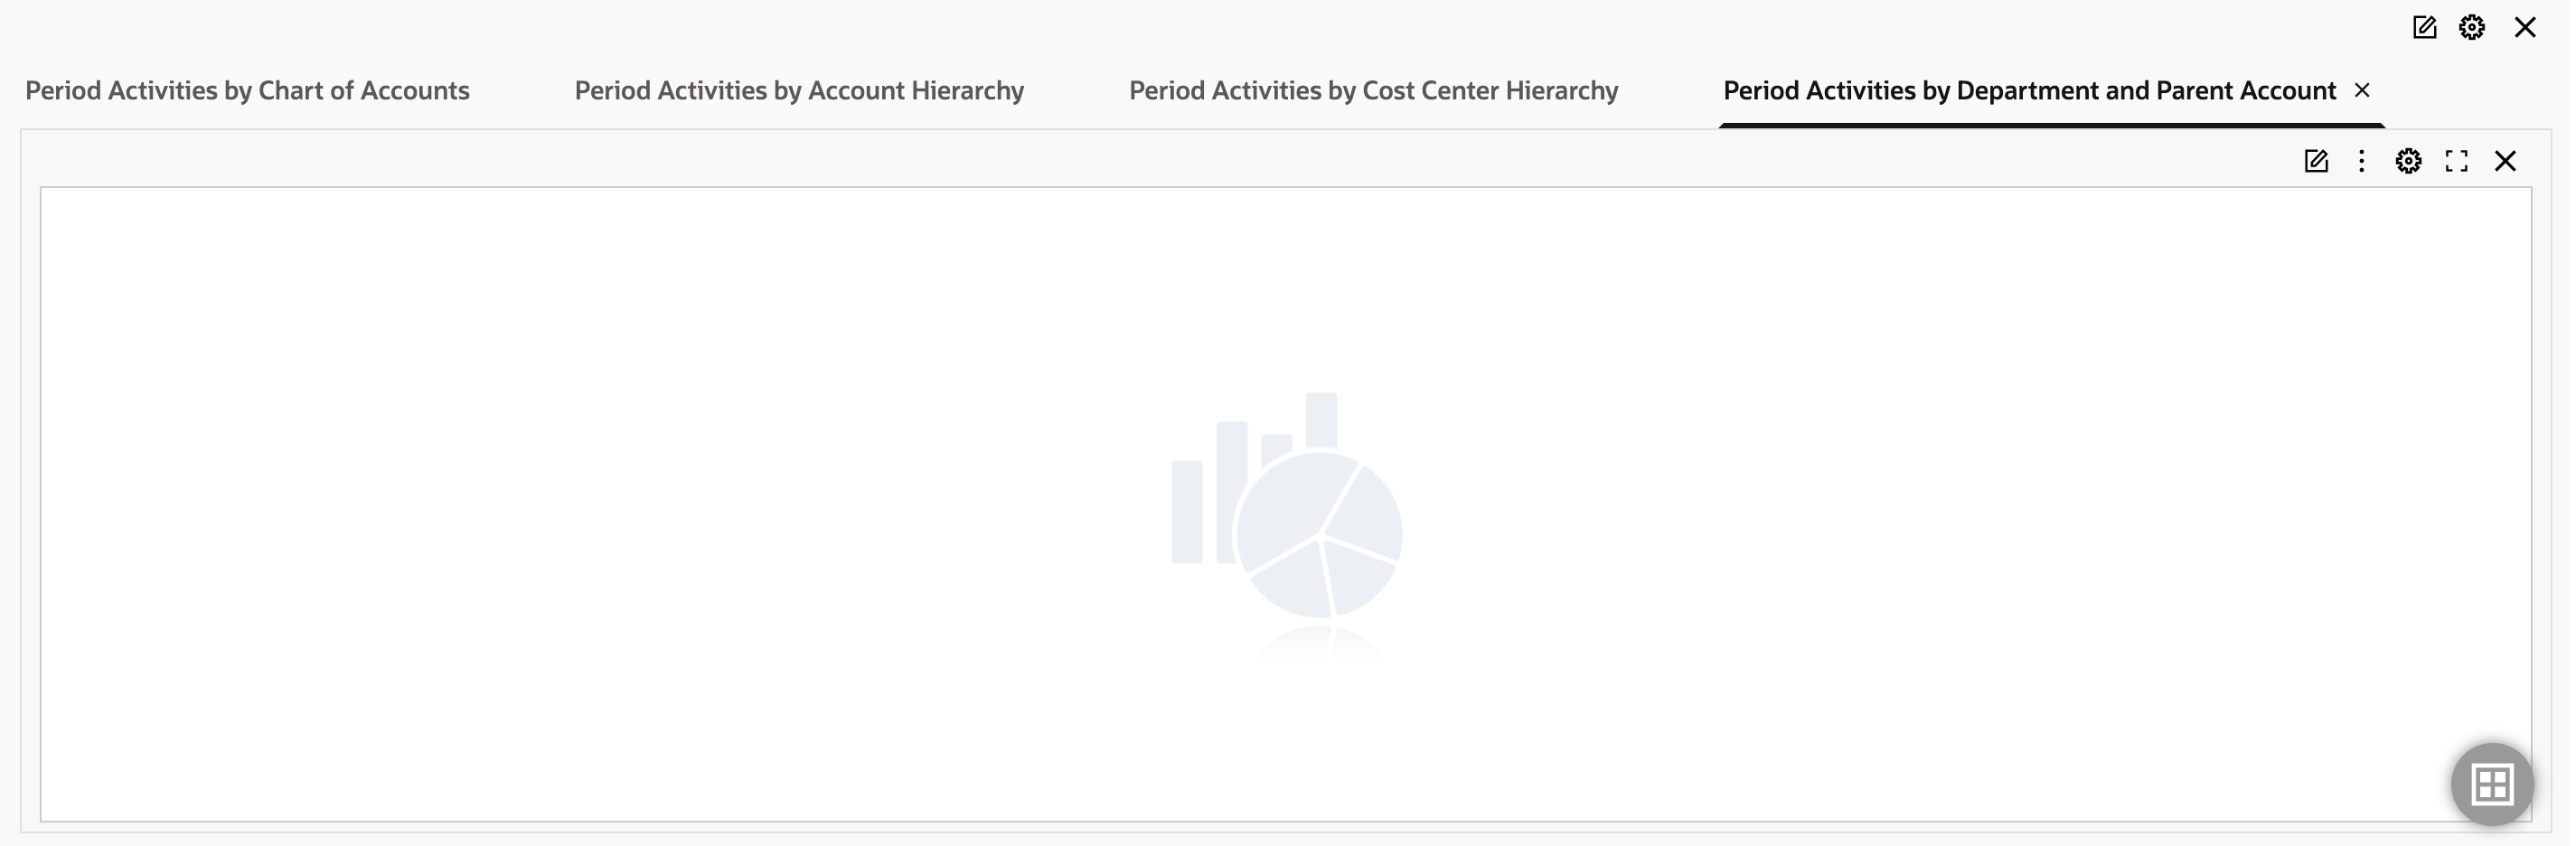 Period Activities by Chart of Accounts
Period Activities by Account Hierarchy
Period Activities by Cost Center Hierarchy
Period Activities by Department and Parent Account